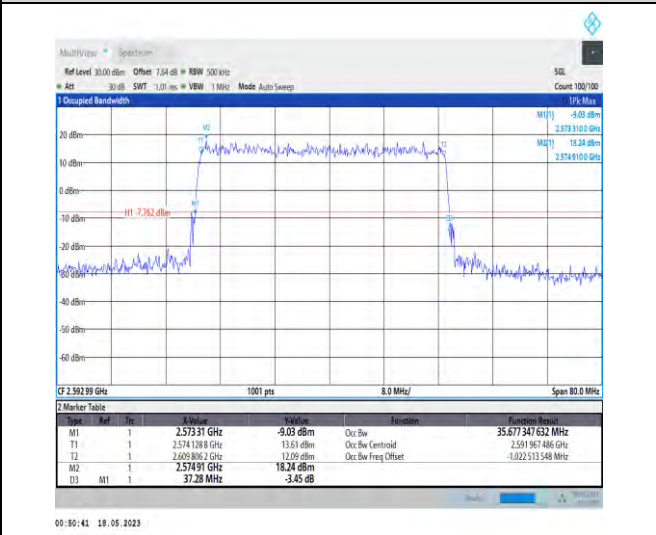 MultiView Spectrum
Ref Level 30.00 dBm Offset 7.64 dB RBW 500 kHz SGL
Att 30 dB SWT 1.01 ms VBW 1 MHz Mode Auto Sweep Count 100/100
1 Occupied Bandwidth 1Pk Max
M1[1] -9.03 dBm
2.573 3100 GHz
M2[1] 18.24 dBm
2.574 9100 GHz
M2
20 dBm
T1
T2
10 dBm
0 dBm
M1
H1 -7.762 dBm
-10 dBm
-20 dBm
-30 dBm
-40 dBm
-50 dBm
-60 dBm
CF 2.592 99 GHz 1001 pts 8.0 MHz/ Span 80.0 MHz
2 Marker Table
Type Ref Trc X-Value Y-Value Function Function Result
M1 1 2.573 31 GHz -9.03 dBm Occ Bw 35.677 347 632 MHz
T1 1 2.574 128 8 GHz 13.61 dBm Occ Bw Centroid 2.591 967 486 GHz
T2 1 2.609 806 2 GHz 12.09 dBm Occ Bw Freq Offset -1.022 513 548 MHz
M2 1 2.574 91 GHz 18.24 dBm
D3 M1 1 37.28 MHz -3.45 dB
00:50:41 18.05.2023